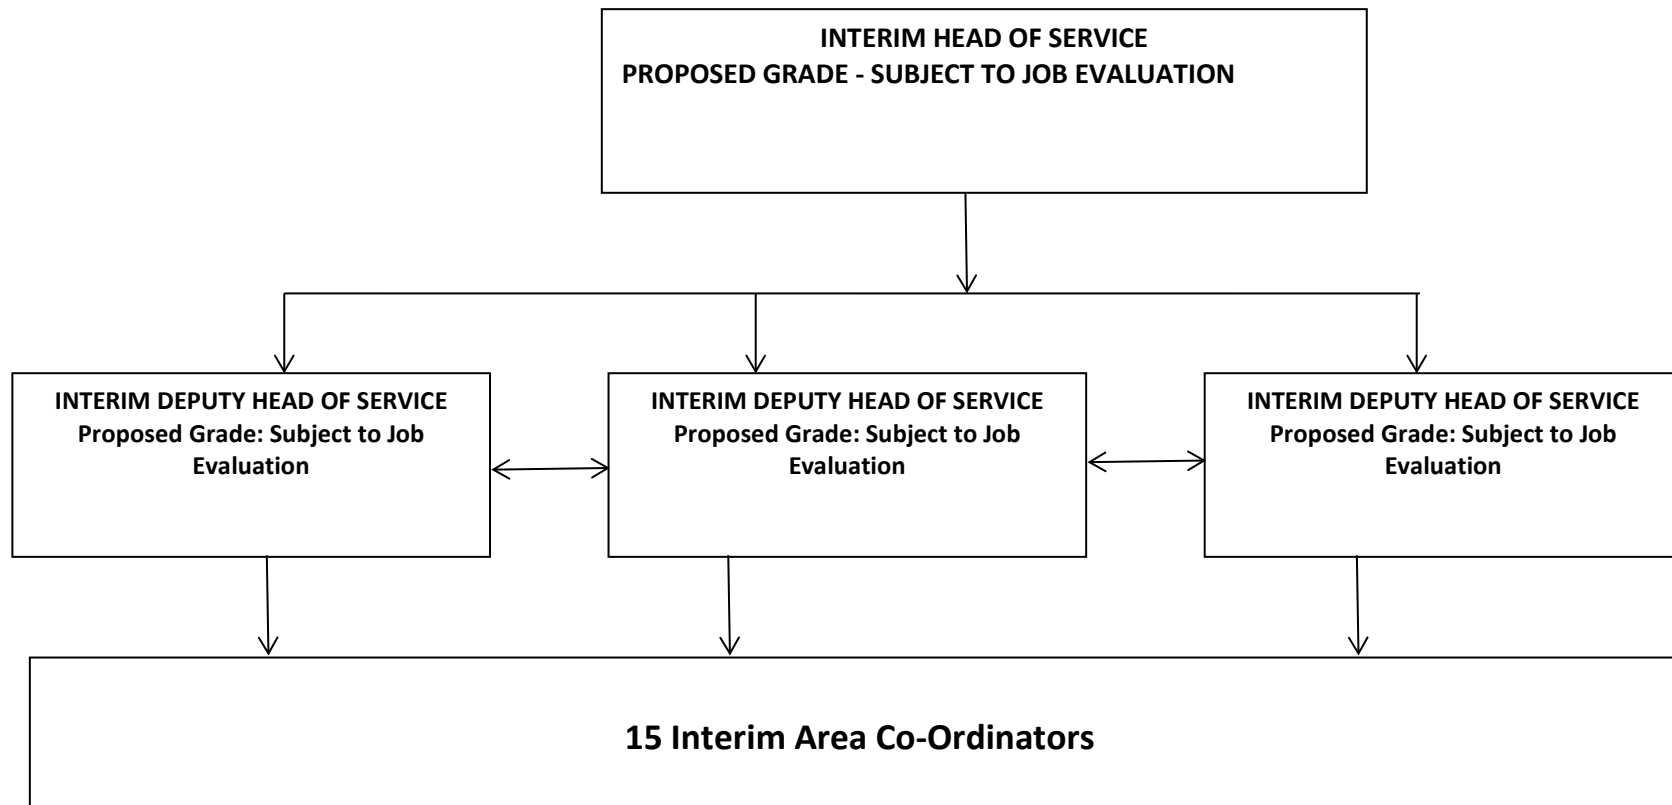 INTERIM HEAD OF SERVICE
PROPOSED GRADE - SUBJECT TO JOB EVALUATION
INTERIM DEPUTY HEAD OF SERVICE
Proposed Grade: Subject to Job
Evaluation
INTERIM DEPUTY HEAD OF SERVICE
Proposed Grade: Subject to Job
Evaluation
INTERIM DEPUTY HEAD OF SERVICE
Proposed Grade: Subject to Job
Evaluation
15 Interim Area Co-Ordinators